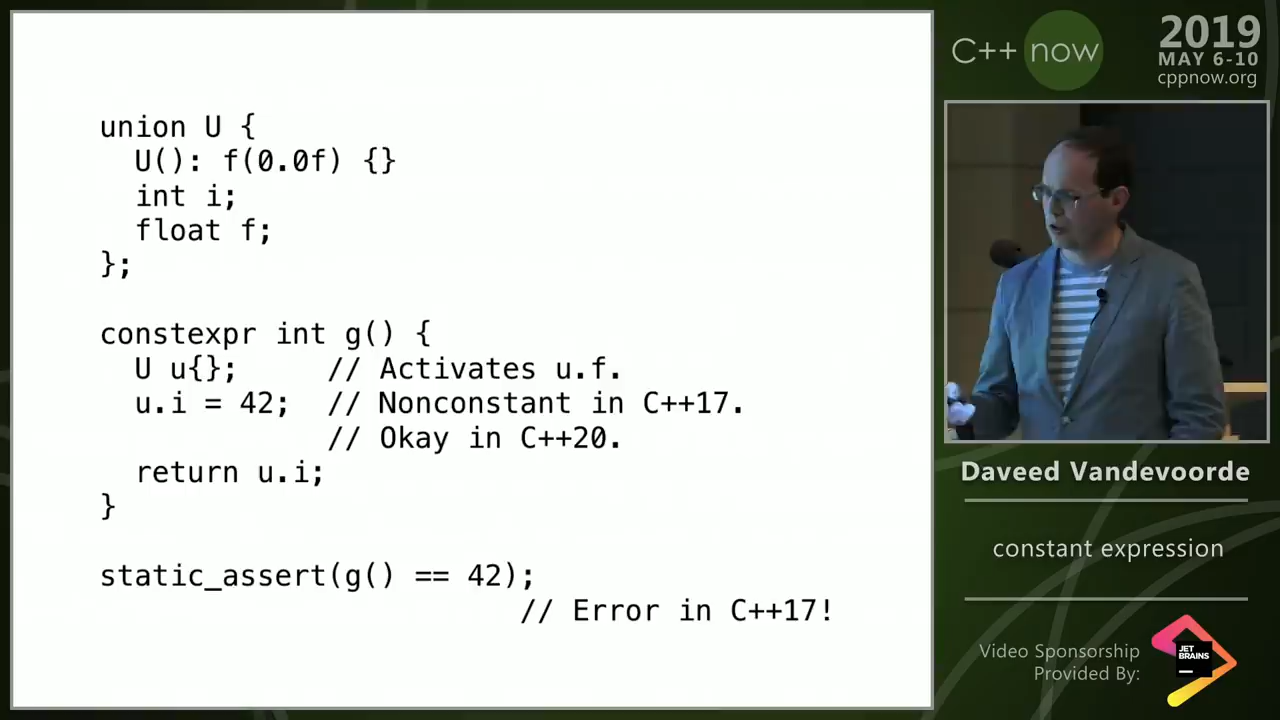 union U {
  U(): f(0.0f) {}
  int i;
  float f;
};
constexpr int g() {
  U u{};     // Activates u.f.
  u.i = 42;  // Nonconstant in C++17.
             // Okay in C++20.
  return u.i;
}
static_assert(g() == 42);
                        // Error in C++17!
C++ now
2019
MAY 6-10
cppnow.org
Daveed Vandevoorde
constant expression
Video Sponsorship
Provided By:
JET
BRAINS